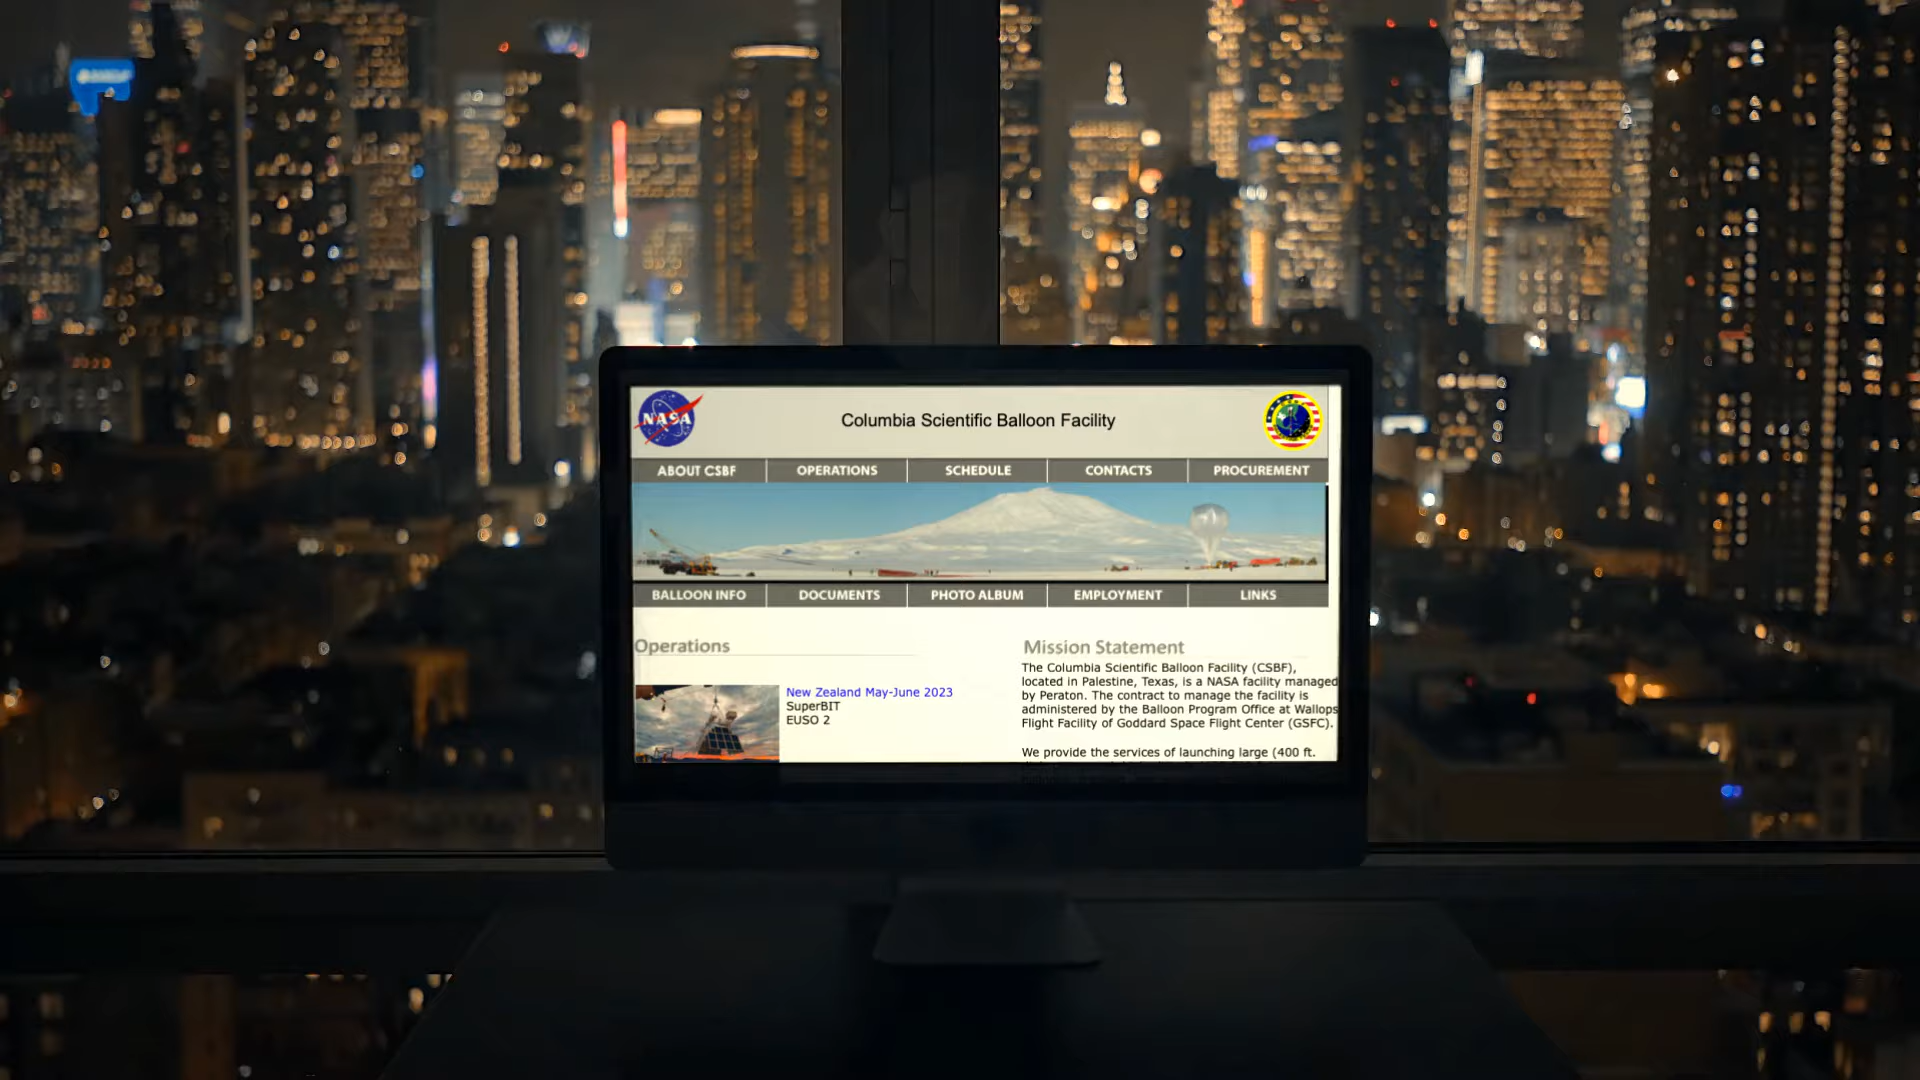 NASA
Columbia Scientific Balloon Facility
ABOUT CSBF
OPERATIONS
SCHEDULE
CONTACTS
PROCUREMENT
BALLOON INFO
DOCUMENTS
PHOTO ALBUM
EMPLOYMENT
LINKS
Operations
New Zealand May-June 2023
SuperBIT
EUSO 2
Mission Statement
The Columbia Scientific Balloon Facility (CSBF),
located in Palestine, Texas, is a NASA facility managed
by Peraton. The contract to manage the facility is
administered by the Balloon Program Office at Wallops
Flight Facility of Goddard Space Flight Center (GSFC).
We provide the services of launching large (400 ft.